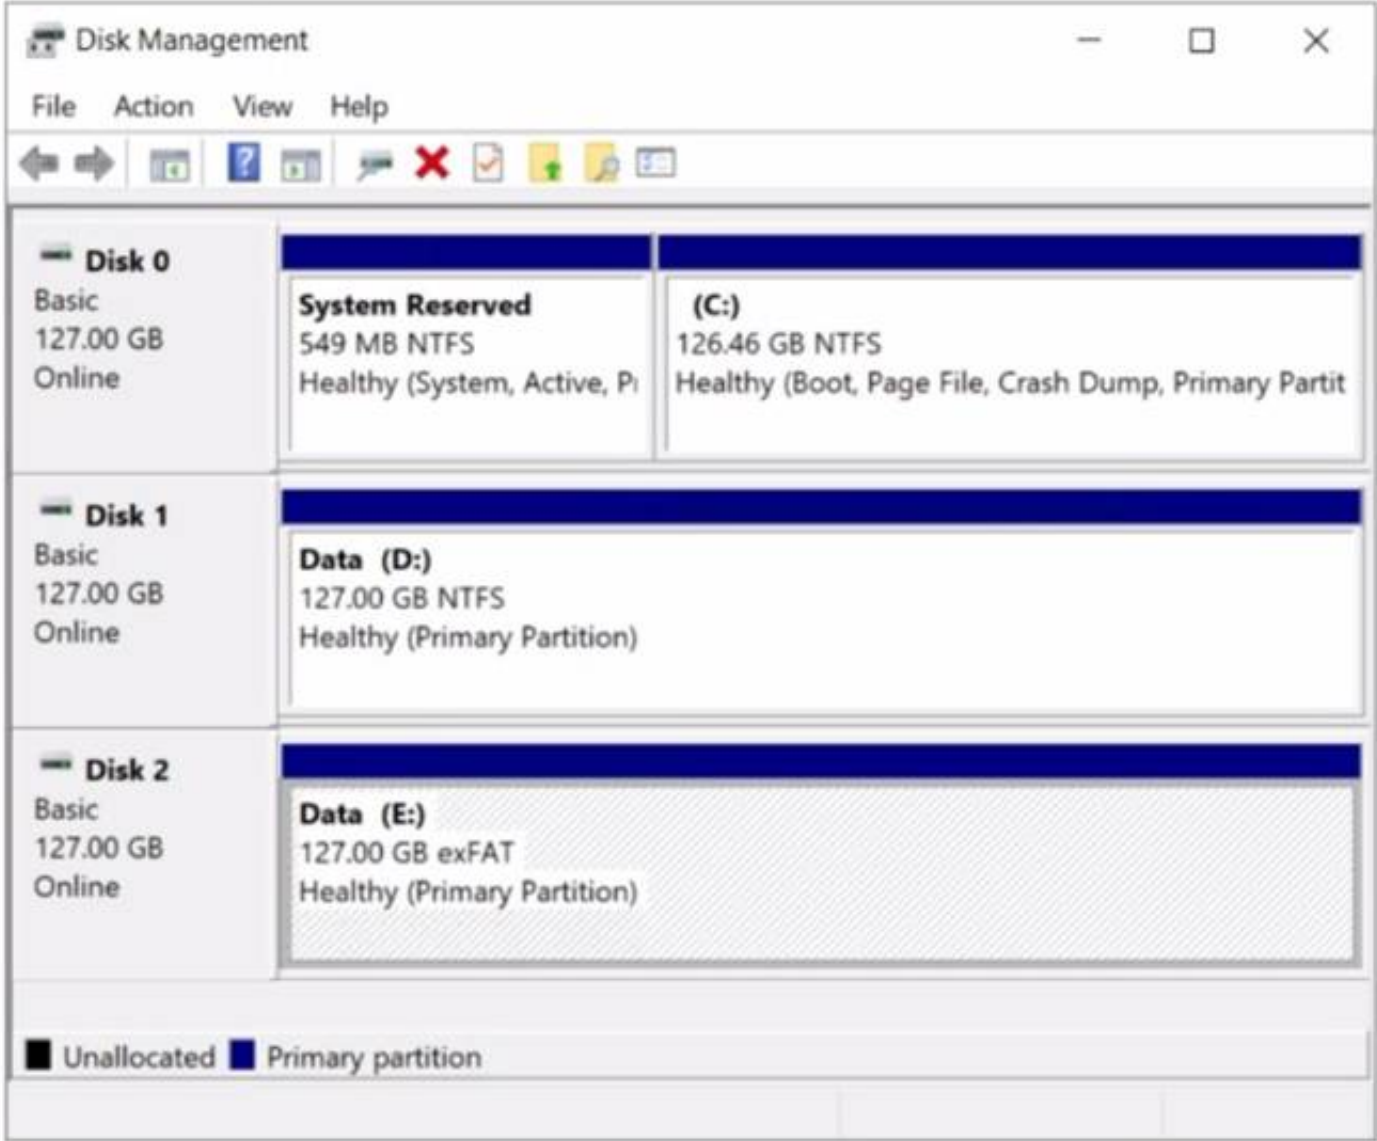 Disk Management
File Action View Help
Disk 0
Basic
127.00 GB
Online
System Reserved
549 MB NTFS
Healthy (System, Active, P
(C:)
126.46 GB NTFS
Healthy (Boot, Page File, Crash Dump, Primary Partit
Disk 1
Basic
127.00 GB
Online
Data (D:)
127.00 GB NTFS
Healthy (Primary Partition)
Disk 2
Basic
127.00 GB
Online
Data (E:)
127.00 GB exFAT
Healthy (Primary Partition)
Unallocated Primary partition